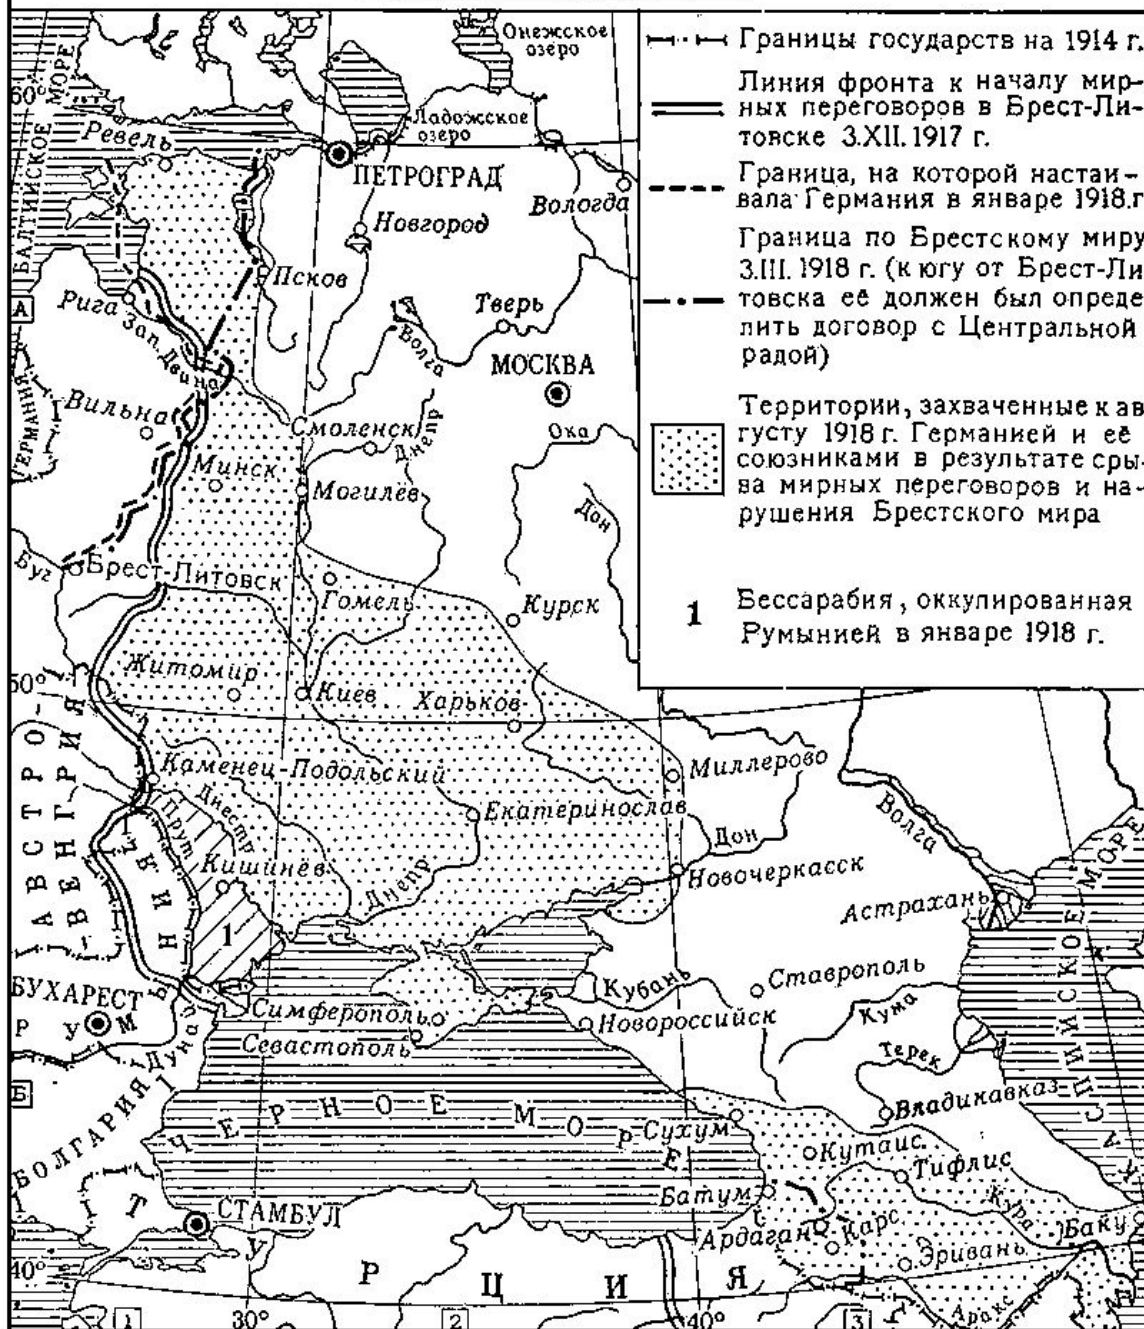 Онежское
озеро
Границы государств на 1914 г.
Линия фронта к началу мир-
ных переговоров в Брест-Ли-
товске 3.XII.1917 г.
Граница, на которой настаи-
вала Германия в январе 1918.г
Граница по Брестскому миру
3.III.1918 г. (к югу от Брест-Ли
товска её должен был опреде
лить договор с Центральной
радой)
Территории, захваченные к ав
густу 1918 г. Германией и её
союзниками в результате сры-
ва мирных переговоров и на-
рушения Брестского мира
1 Бессарабия, оккупированная
Румынией в январе 1918 г.
60°
БАЛТИЙСКОЕ МОРЕ
Ладожское
озеро
Ревель
ПЕТРОГРАД
Новгород
Вологда
Псков
А
Рига
Зап. Двина
Тверь
Волга
МОСКВА
ГЕРМАНИЯ
Вильна
Смоленск
Днепр
Ока
Минск
Могилёв
Дон
Буг
Брест-Литовск
Гомель
Курск
Житомир
50°
Киев
Харьков
АВСТРО-
ВЕНГРИЯ
Каменец-Подольский
Миллерово
Днестр
Прут
Екатеринослав
Дон
Волга
Кишинёв
Днепр
Новочеркасск
Астрахань
1
КАСПИЙСКОЕ МОРЕ
БУХАРЕСТ
РУМЫНИЯ
Дунай
Симферополь
Севастополь
Кубань
Новороссийск
Ставрополь
Кума
Терек
Б
БОЛГАРИЯ
ЧЕРНОЕ МОРЕ
Владикавказ
Сухум
Кутаис
Тифлис
Батум
Кура
СТАМБУЛ
Ардаган
Карс
Баку
Эривань
ТУРЦИЯ
40°
Аракс
1
30°
2
40°
3